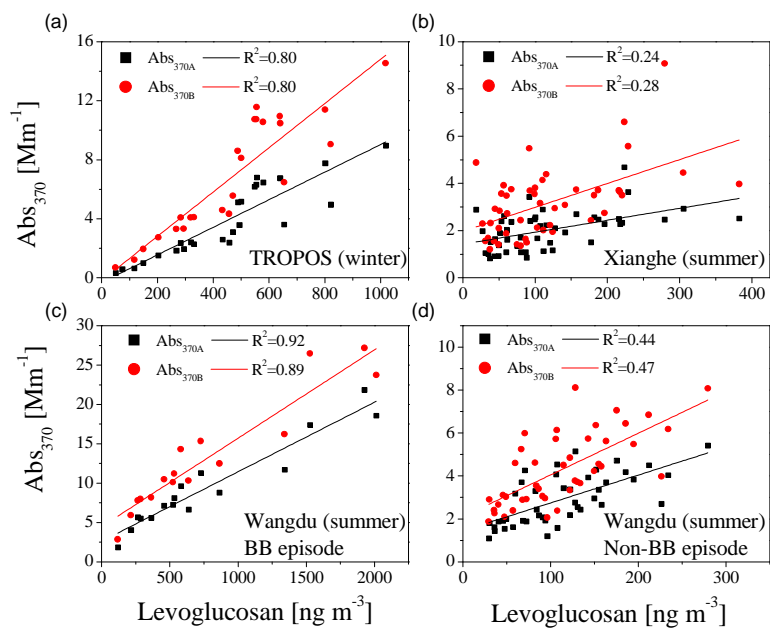 (a)
(b)
Abs370A R2=0.80
Abs370B R2=0.80
TROPOS (winter)
16
12
8
4
0
0 200 400 600 800 1000
Abs370A R2=0.24
Abs370B R2=0.28
Xianghe (summer)
10
8
6
4
2
0
0 100 200 300 400
Abs370 [Mm-1]
(c)
(d)
Abs370A R2=0.92
Abs370B R2=0.89
Wangdu (summer)
BB episode
30
25
20
15
10
5
0
0 250 500 750 1000 1250 1500 1750 2000
Abs370A R2=0.44
Abs370B R2=0.47
Wangdu (summer)
Non-BB episode
10
8
6
4
2
0
0 100 200 300
Abs370 [Mm-1]
Levoglucosan [ng m-3]
Levoglucosan [ng m-3]